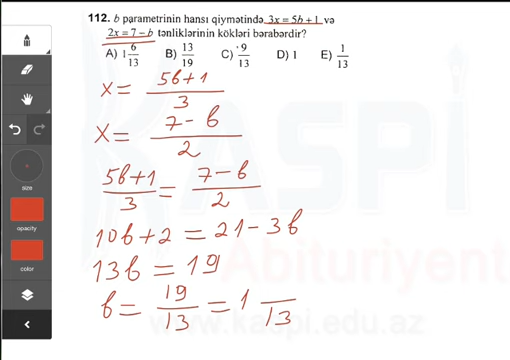 112. b parametrinin hansı qiymətində 3x = 5b + 1 və
2x = 7 – b tənliklərinin kökləri bərabərdir?
A) 1 6/13 B) 13/19 C) 9/13 D) 1 E) 1/13
x = (5b+1)/3
x = (7-b)/2
(5b+1)/3 = (7-b)/2
10b+2 = 21-3b
13b = 19
b = 19/13 = 1 /13
size
opacity
color
KASPI
Abituriyent
www.kaspi.edu.az